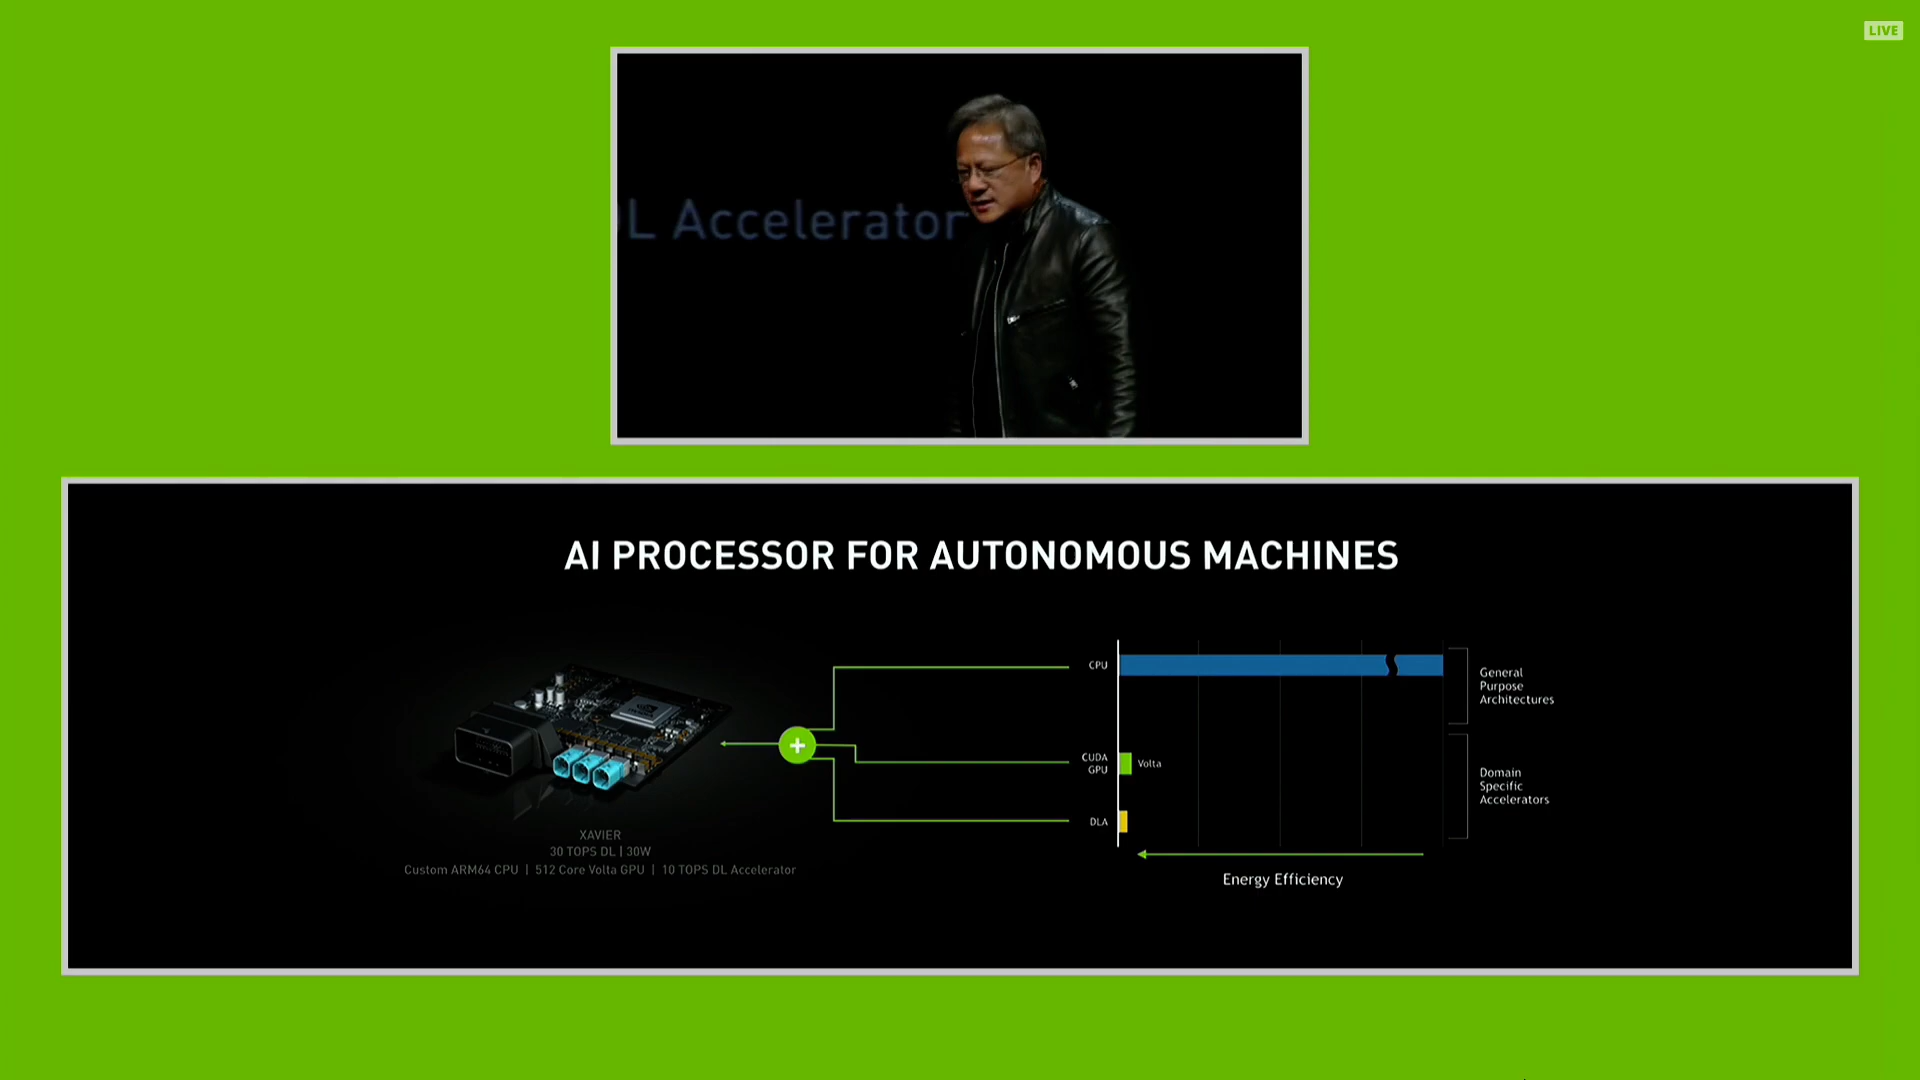 LIVE
L Accelerator
AI PROCESSOR FOR AUTONOMOUS MACHINES
XAVIER
30 TOPS DL | 30W
Custom ARM64 CPU | 512 Core Volta GPU | 10 TOPS DL Accelerator
CPU
CUDA
GPU
Volta
DLA
General
Purpose
Architectures
Domain
Specific
Accelerators
Energy Efficiency